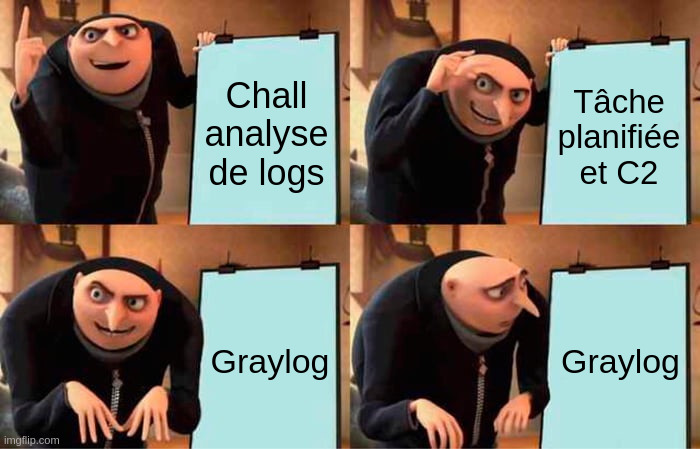 Chall
analyse
de logs
Tâche
planifiée
et C2
Graylog
Graylog
imgflip.com